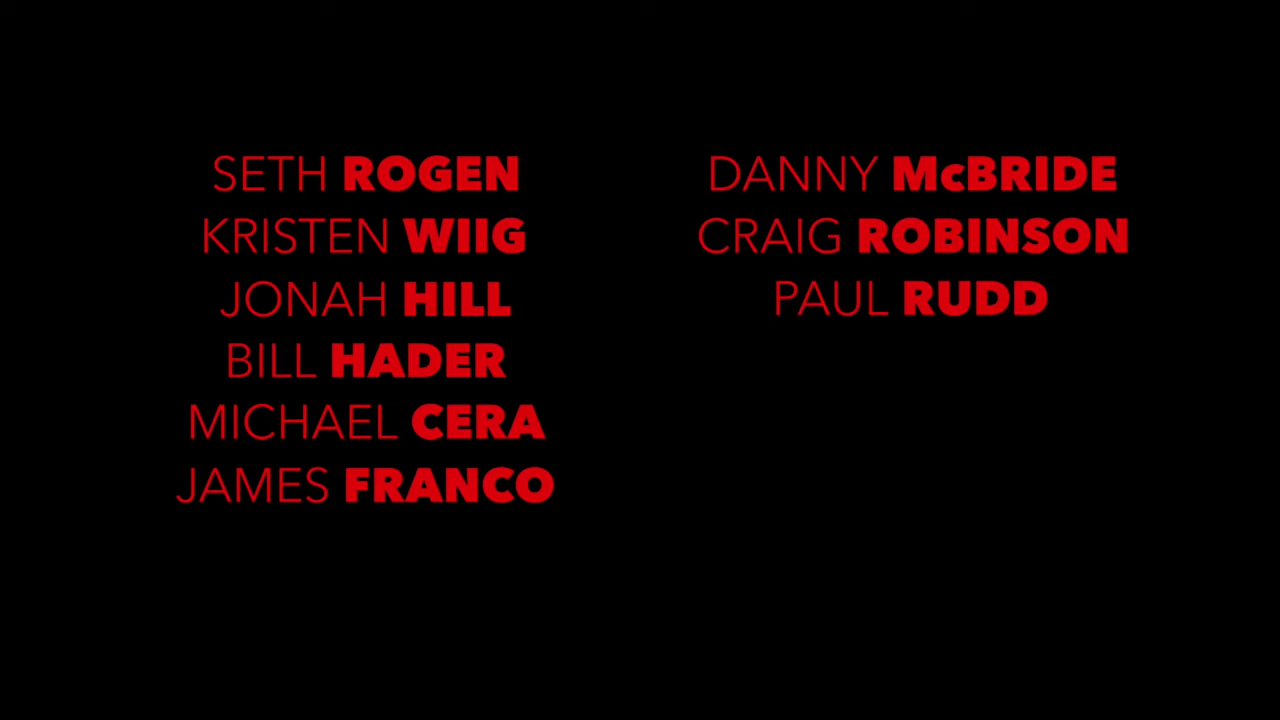 SETH ROGEN
KRISTEN WIIG
JONAH HILL
BILL HADER
MICHAEL CERA
JAMES FRANCO
DANNY McBRIDE
CRAIG ROBINSON
PAUL RUDD